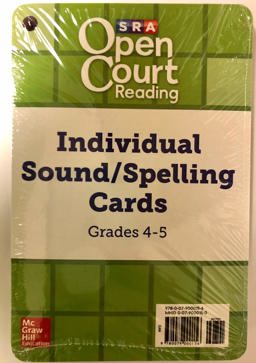 SRA
Open
Court
Reading
Individual
Sound/Spelling
Cards
Grades 4-5
Mc
Graw
Hill
Education